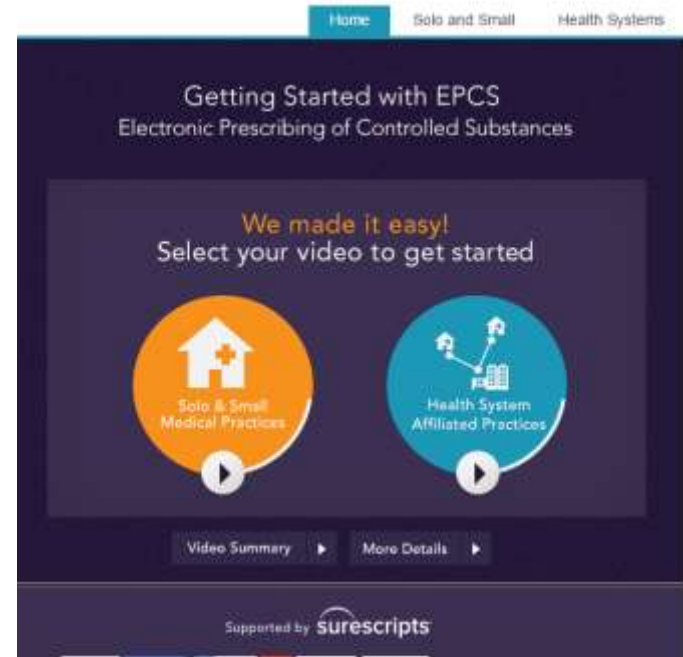 Home Solo and Small Health Systems
Getting Started with EPCS
Electronic Prescribing of Controlled Substances
We made it easy!
Select your video to get started
Solo & Small
Medical Practices
Health System
Affiliated Practices
Video Summary More Details
Supported by surescripts